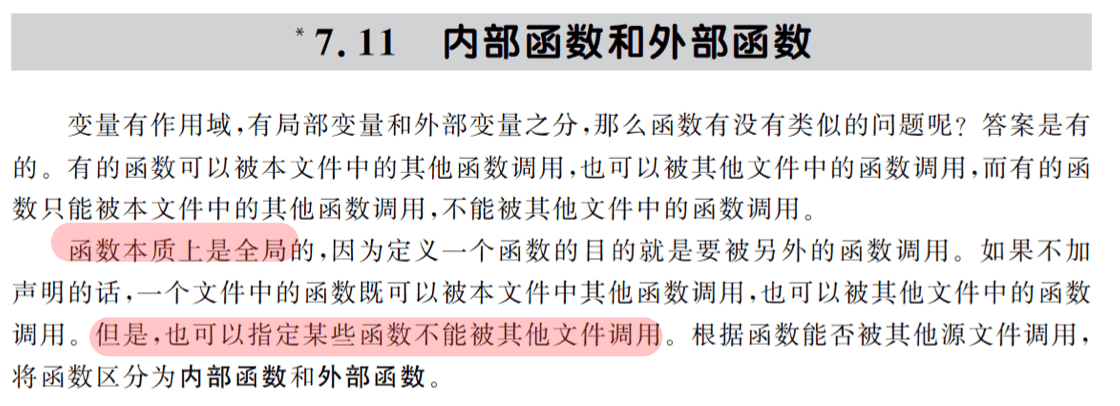 *7.11 内部函数和外部函数
变量有作用域,有局部变量和外部变量之分,那么函数有没有类似的问题呢? 答案是有
的。有的函数可以被本文件中的其他函数调用,也可以被其他文件中的函数调用,而有的函
数只能被本文件中的其他函数调用,不能被其他文件中的函数调用。
函数本质上是全局的,因为定义一个函数的目的就是要被另外的函数调用。如果不加
声明的话,一个文件中的函数既可以被本文件中其他函数调用,也可以被其他文件中的函数
调用。但是,也可以指定某些函数不能被其他文件调用。根据函数能否被其他源文件调用,
将函数区分为内部函数和外部函数。